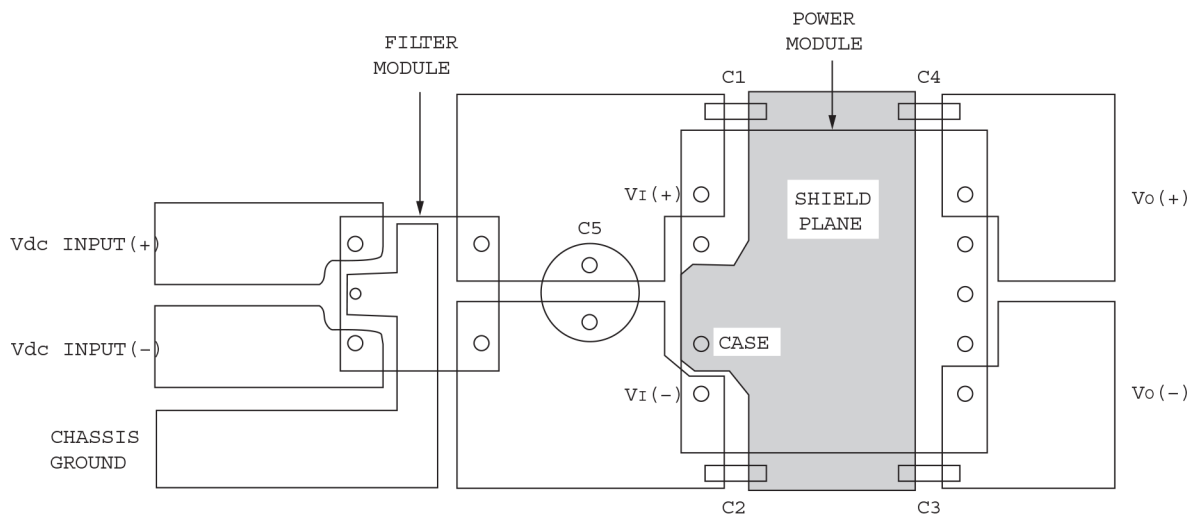 POWER
MODULE
FILTER
MODULE
C1
C4
VI(+)
SHIELD
PLANE
VO(+)
C5
Vdc INPUT(+)
Vdc INPUT(-)
CASE
VI(-)
VO(-)
CHASSIS
GROUND
C2
C3